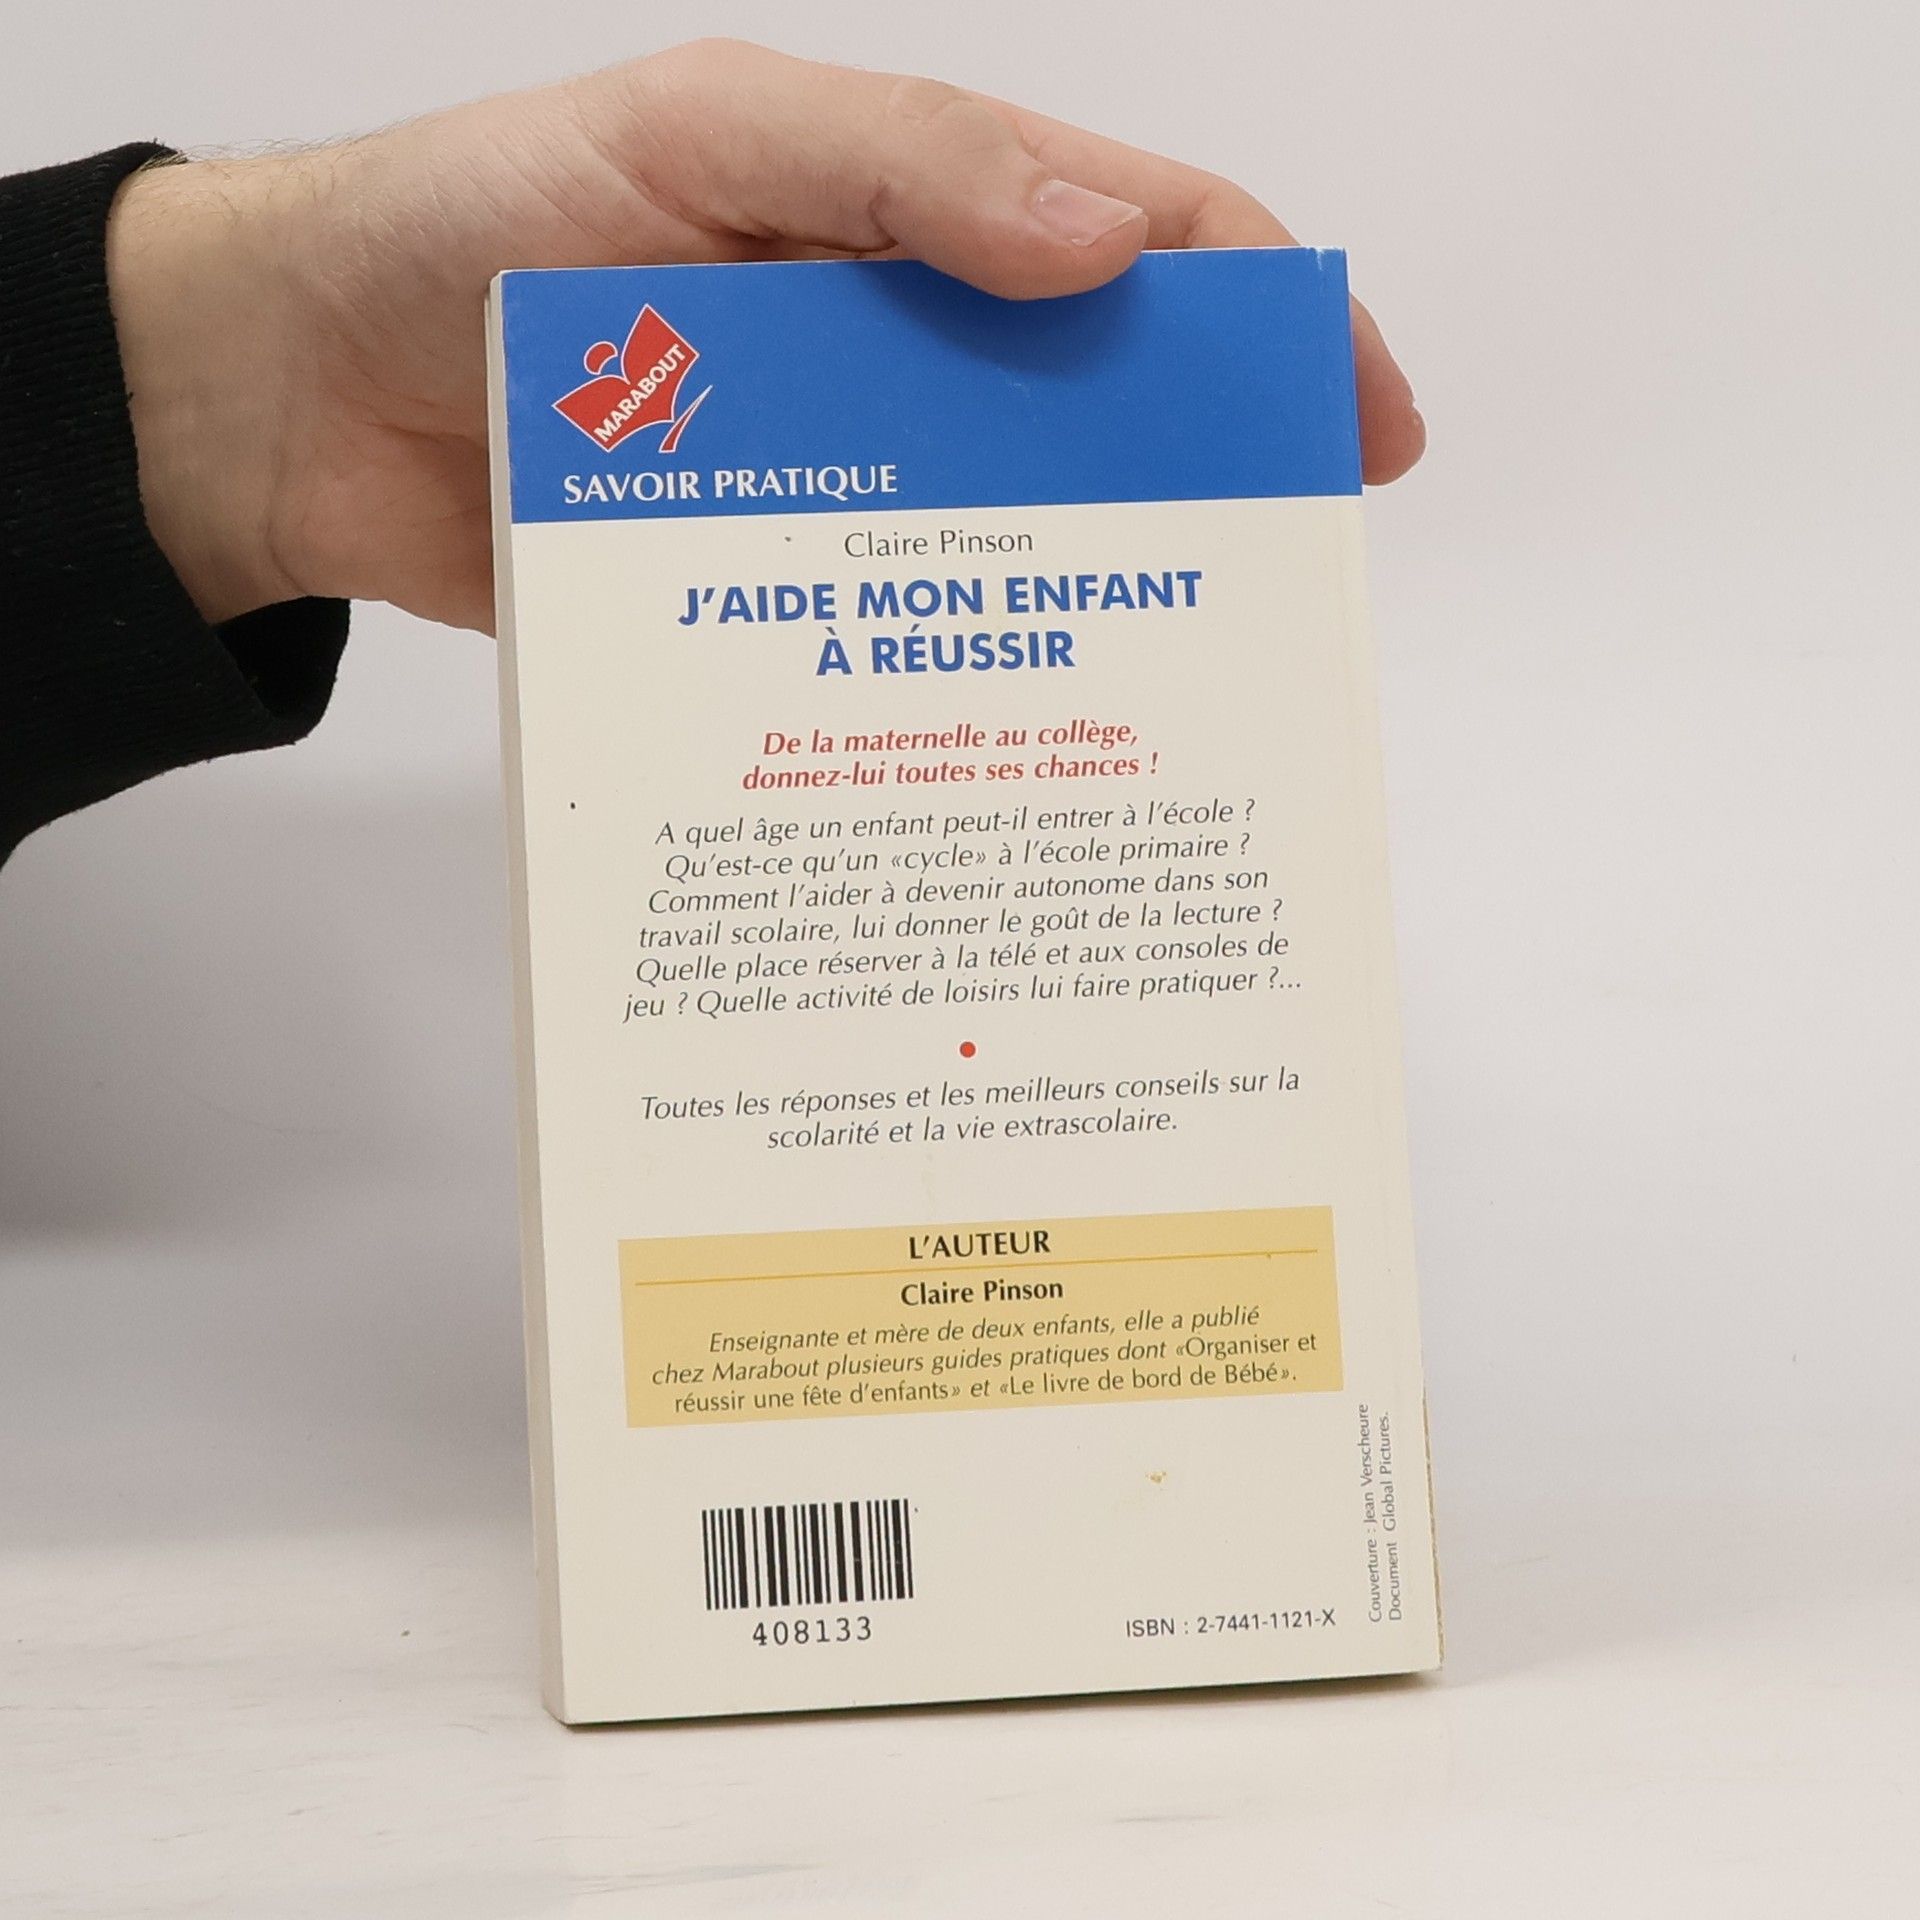 MARABOUT
SAVOIR PRATIQUE
Claire Pinson
J'AIDE MON ENFANT
À RÉUSSIR
De la maternelle au collège,
donnez-lui toutes ses chances !
A quel âge un enfant peut-il entrer à l'école ?
Qu'est-ce qu'un «cycle» à l'école primaire ?
Comment l'aider à devenir autonome dans son
travail scolaire, lui donner le goût de la lecture ?
Quelle place réserver à la télé et aux consoles de
jeu ? Quelle activité de loisirs lui faire pratiquer ?...
Toutes les réponses et les meilleurs conseils sur la
scolarité et la vie extrascolaire.
L'AUTEUR
Claire Pinson
Enseignante et mère de deux enfants, elle a publié
chez Marabout plusieurs guides pratiques dont «Organiser et
réussir une fête d'enfants» et «Le livre de bord de Bébé».
408133
ISBN : 2-7441-1121-X
Couverture : Jean Verscheure
Document Global Pictures.